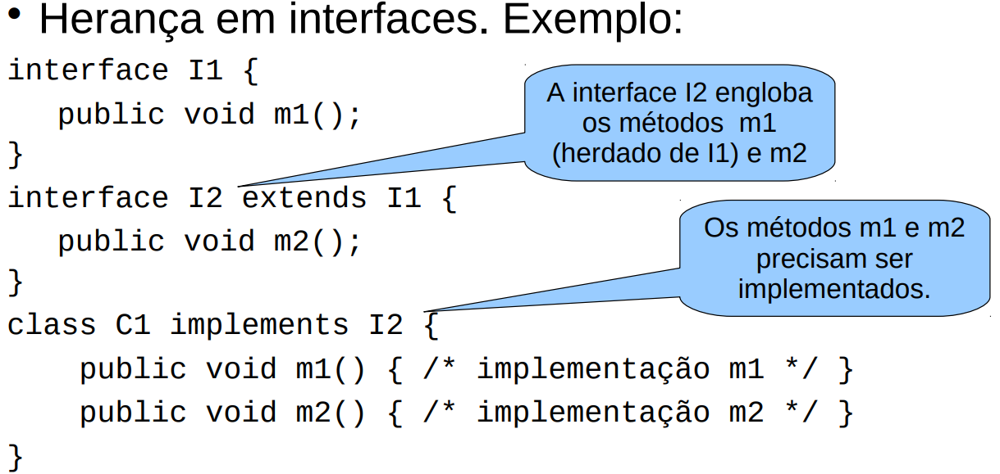 • Herança em interfaces. Exemplo:
interface I1 {
public void m1();
}
A interface I2 engloba
os métodos m1
(herdado de I1) e m2
interface I2 extends I1 {
public void m2();
}
Os métodos m1 e m2
precisam ser
implementados.
class C1 implements I2 {
public void m1() { /* implementação m1 */ }
public void m2() { /* implementação m2 */ }
}